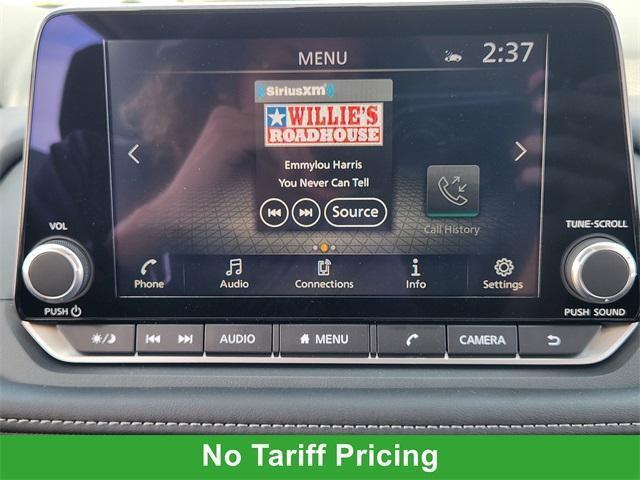 MENU
2:37
SiriusXM
WILLIE'S
ROADHOUSE
Emmylou Harris
You Never Can Tell
Source
Call History
VOL
TUNE·SCROLL
Phone
Audio
Connections
Info
Settings
PUSH
PUSH SOUND
AUDIO
MENU
CAMERA
No Tariff Pricing